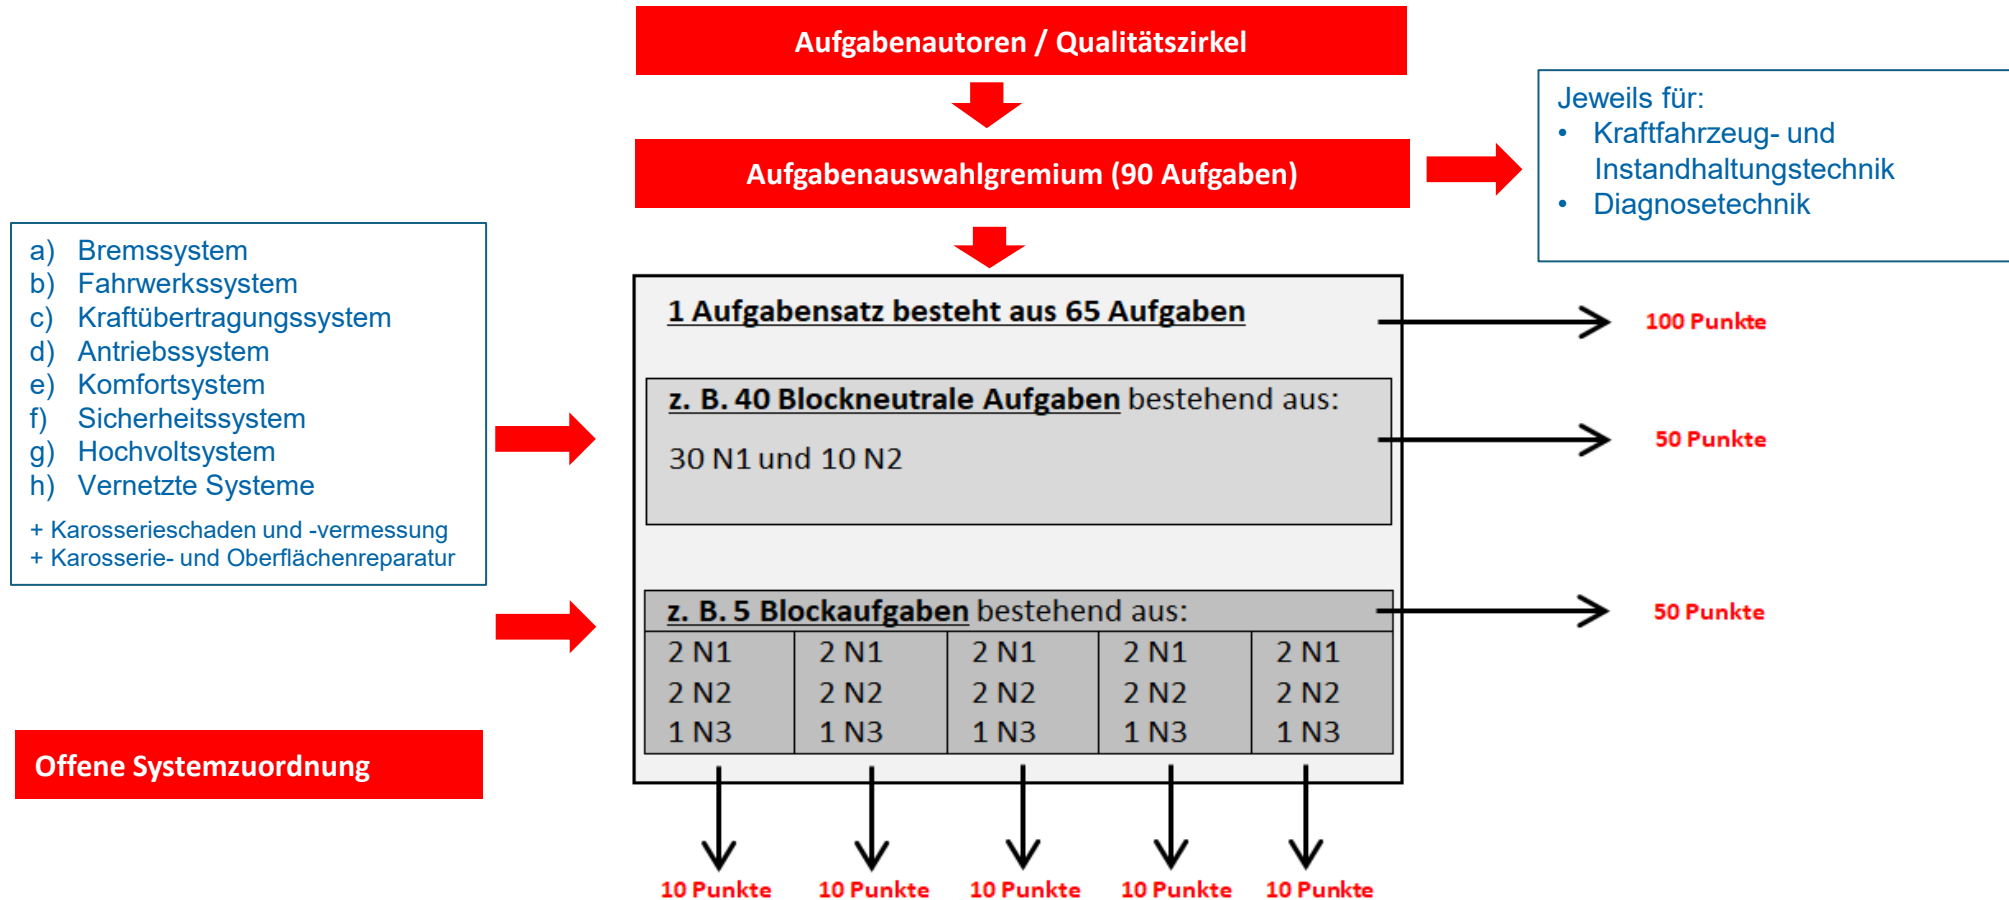 Aufgabenautoren / Qualitätszirkel
Aufgabenauswahlgremium (90 Aufgaben)
Jeweils für:
• Kraftfahrzeug- und
Instandhaltungstechnik
• Diagnosetechnik
a) Bremssystem
b) Fahrwerkssystem
c) Kraftübertragungssystem
d) Antriebssystem
e) Komfortsystem
f) Sicherheitssystem
g) Hochvoltsystem
h) Vernetzte Systeme
+ Karosserieschaden und -vermessung
+ Karosserie- und Oberflächenreparatur
Offene Systemzuordnung
1 Aufgabensatz besteht aus 65 Aufgaben
100 Punkte
z. B. 40 Blockneutrale Aufgaben bestehend aus:
30 N1 und 10 N2
50 Punkte
z. B. 5 Blockaufgaben bestehend aus:
50 Punkte
2 N1 2 N1 2 N1 2 N1 2 N1
2 N2 2 N2 2 N2 2 N2 2 N2
1 N3 1 N3 1 N3 1 N3 1 N3
10 Punkte 10 Punkte 10 Punkte 10 Punkte 10 Punkte